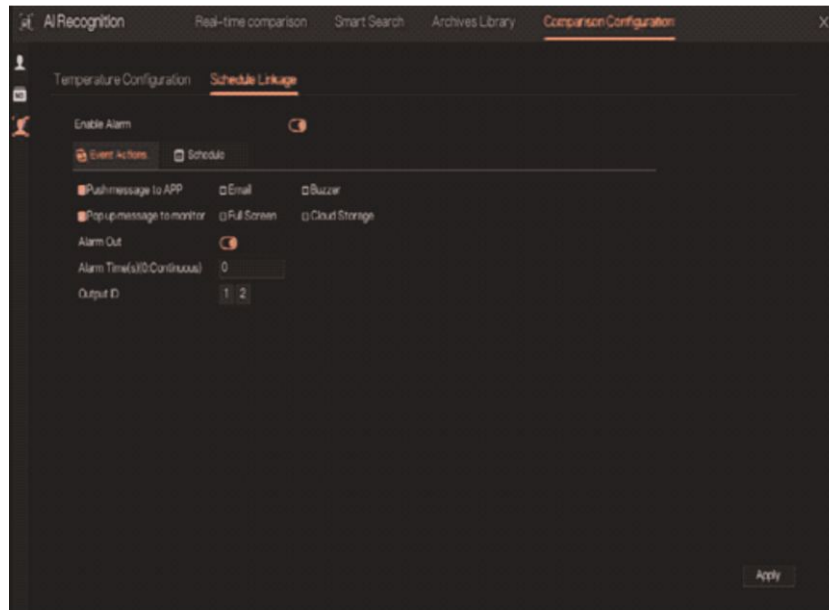 AI Recognition Real-time comparison Smart Search Archives Library Comparison Configuration X
Temperature Configuration Schedule Linkage
Enable Alarm
Event Actions Schedule
Push message to APP Email Buzzer
Pop up message to monitor Full Screen Cloud Storage
Alarm Out
Alarm Time(s)(0:Continuous) 0
Output ID 1 2
Apply